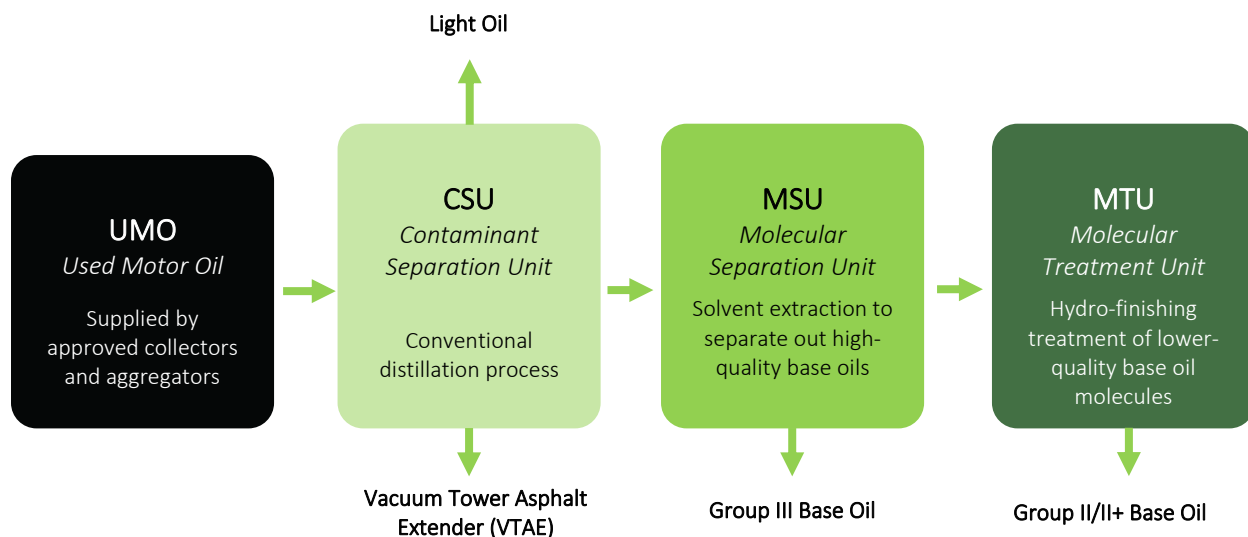 Light Oil
UMO
Used Motor Oil
Supplied by
approved collectors
and aggregators
CSU
Contaminant
Separation Unit
Conventional
distillation process
MSU
Molecular
Separation Unit
Solvent extraction to
separate out high-
quality base oils
MTU
Molecular
Treatment Unit
Hydro-finishing
treatment of lower-
quality base oil
molecules
Vacuum Tower Asphalt
Extender (VTAE)
Group III Base Oil
Group II/II+ Base Oil